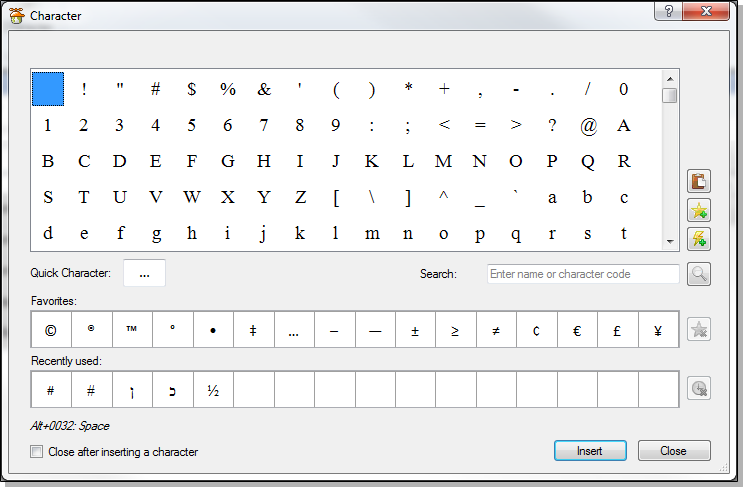 Character
! " # $ % & ' ( ) * + , - . / 0
1 2 3 4 5 6 7 8 9 : ; < = > ? @ A
B C D E F G H I J K L M N O P Q R
S T U V W X Y Z [ \ ] ^ _ ` a b c
d e f g h i j k l m n o p q r s t
Quick Character: ... Search: Enter name or character code
Favorites:
© ® ™ ° • ‡ … – — ± ≥ ≠ ¢ € £ ¥
Recently used:
# # ן כ ½
Alt+0032: Space
Close after inserting a character Insert Close